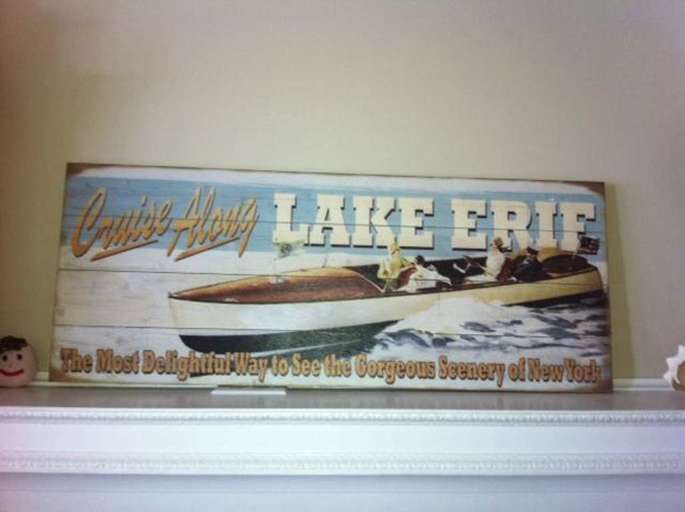 Cruise Along LAKE ERIE
The Most Delightful Way to See the Gorgeous Scenery of New York